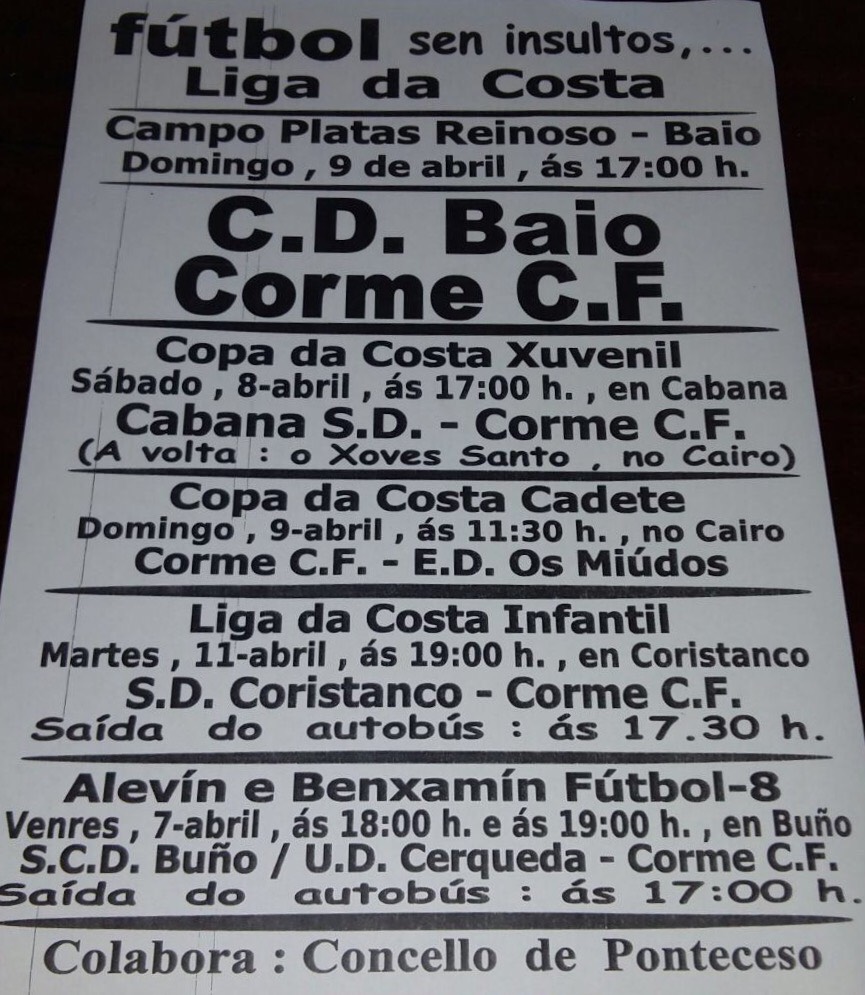 fútbol sen insultos,...
Liga da Costa
Campo Platas Reinoso - Baio
Domingo , 9 de abril , ás 17:00 h.
C.D. Baio
Corme C.F.
Copa da Costa Xuvenil
Sábado , 8-abril , ás 17:00 h. , en Cabana
Cabana S.D. - Corme C.F.
(A volta : o Xoves Santo , no Cairo)
Copa da Costa Cadete
Domingo , 9-abril , ás 11:30 h. , no Cairo
Corme C.F. - E.D. Os Miúdos
Liga da Costa Infantil
Martes , 11-abril , ás 19:00 h. , en Coristanco
S.D. Coristanco - Corme C.F.
Saída do autobús : ás 17.30 h.
Alevín e Benxamín Fútbol-8
Venres , 7-abril , ás 18:00 h. e ás 19:00 h. , en Buño
S.C.D. Buño / U.D. Cerqueda - Corme C.F.
Saída do autobús : ás 17:00 h.
Colabora : Concello de Ponteceso